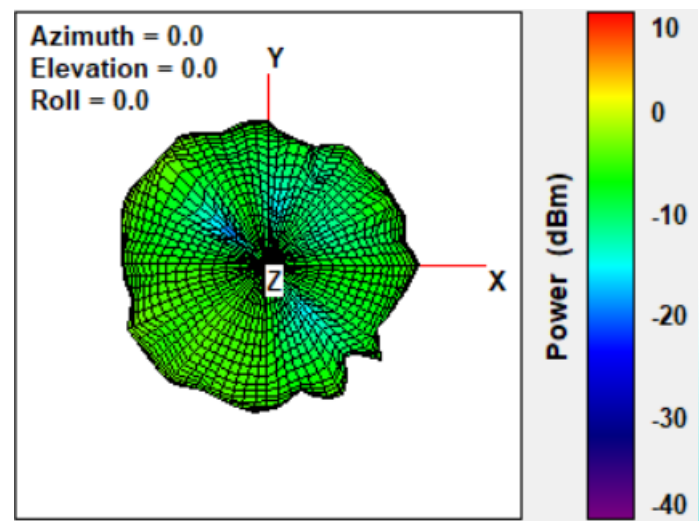 Azimuth = 0.0
Elevation = 0.0
Roll = 0.0
Y
X
Z
Power (dBm)
10
0
-10
-20
-30
-40